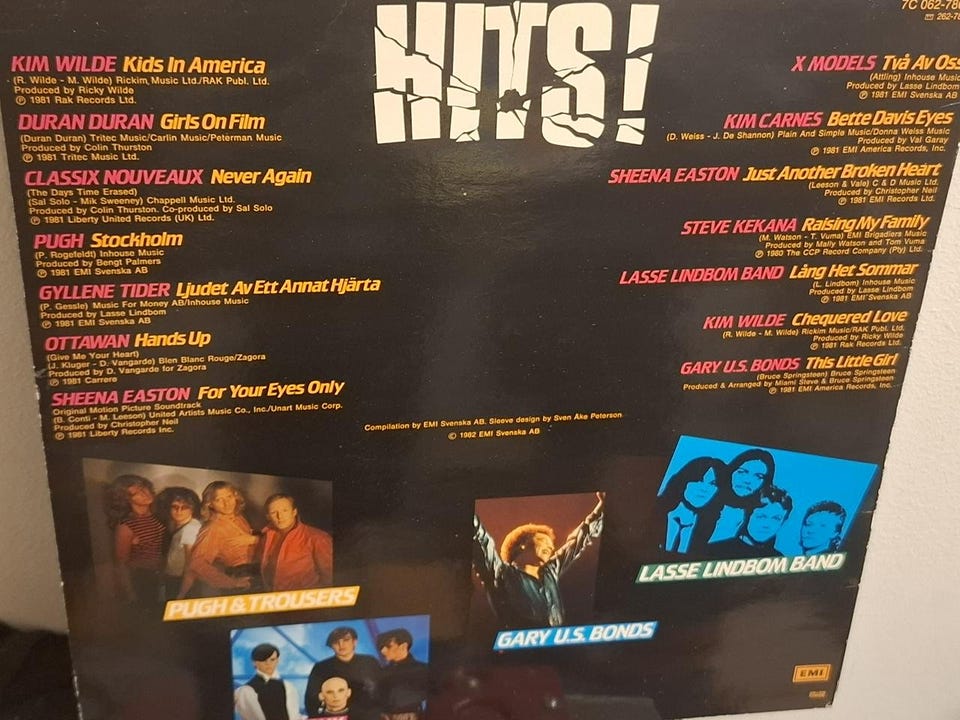 HITS!
7C 062-78
262-78
KIM WILDE Kids In America
(R. Wilde - M. Wilde) Rickim Music Ltd./RAK Publ. Ltd.
Produced by Ricky Wilde
℗ 1981 Rak Records Ltd.
DURAN DURAN Girls On Film
(Duran Duran) Tritec Music/Carlin Music/Peterman Music
Produced by Colin Thurston
℗ 1981 Tritec Music Ltd.
CLASSIX NOUVEAUX Never Again
(The Days Time Erased)
(Sal Solo - Mik Sweeney) Chappell Music Ltd.
Produced by Colin Thurston. Co-produced by Sal Solo
℗ 1981 Liberty United Records (UK) Ltd.
PUGH Stockholm
(P. Rogefeldt) Inhouse Music
Produced by Bengt Palmers
℗ 1981 EMI Svenska AB
GYLLENE TIDER Ljudet Av Ett Annat Hjärta
(P. Gessle) Music For Money AB/Inhouse Music
Produced by Lasse Lindbom
℗ 1981 EMI Svenska AB
OTTAWAN Hands Up
(Give Me Your Heart)
(J. Kluger - D. Vangarde) Blen Blanc Rouge/Zagora
Produced by D. Vangarde for Zagora
℗ 1981 Carrere
SHEENA EASTON For Your Eyes Only
Original Motion Picture Soundtrack
(B. Conti - M. Leeson) United Artists Music Co., Inc./Unart Music Corp.
Produced by Christopher Neil
℗ 1981 Liberty Records Inc.
X MODELS Två Av Oss
(Attling) Inhouse Music
Produced by Lasse Lindbom
℗ 1981 EMI Svenska AB
KIM CARNES Bette Davis Eyes
(D. Weiss - J. De Shannon) Plain And Simple Music/Donna Weiss Music
Produced by Val Garay
℗ 1981 EMI America Records, Inc.
SHEENA EASTON Just Another Broken Heart
(Leeson & Vale) C & D Music Ltd.
Produced by Christopher Neil
℗ 1981 EMI Records Ltd.
STEVE KEKANA Raising My Family
(M. Watson - T. Vuma) EMI Brigadiers Music
Produced by Mally Watson and Tom Vuma
℗ 1980 The CCP Record Company (Pty) Ltd.
LASSE LINDBOM BAND Lång Het Sommar
(L. Lindbom) Inhouse Music
Produced by Lasse Lindbom
℗ 1981 EMI Svenska AB
KIM WILDE Chequered Love
(R. Wilde - M. Wilde) Rickim Music/RAK Publ. Ltd.
Produced by Ricky Wilde
℗ 1981 Rak Records Ltd.
GARY U.S. BONDS This Little Girl
(Bruce Springsteen) Bruce Springsteen
Produced & Arranged by Miami Steve & Bruce Springsteen
℗ 1981 EMI America Records, Inc.
Compilation by EMI Svenska AB. Sleeve design by Sven Åke Peterson
© 1982 EMI Svenska AB
PUGH & TROUSERS
GARY U.S. BONDS
LASSE LINDBOM BAND
EMI